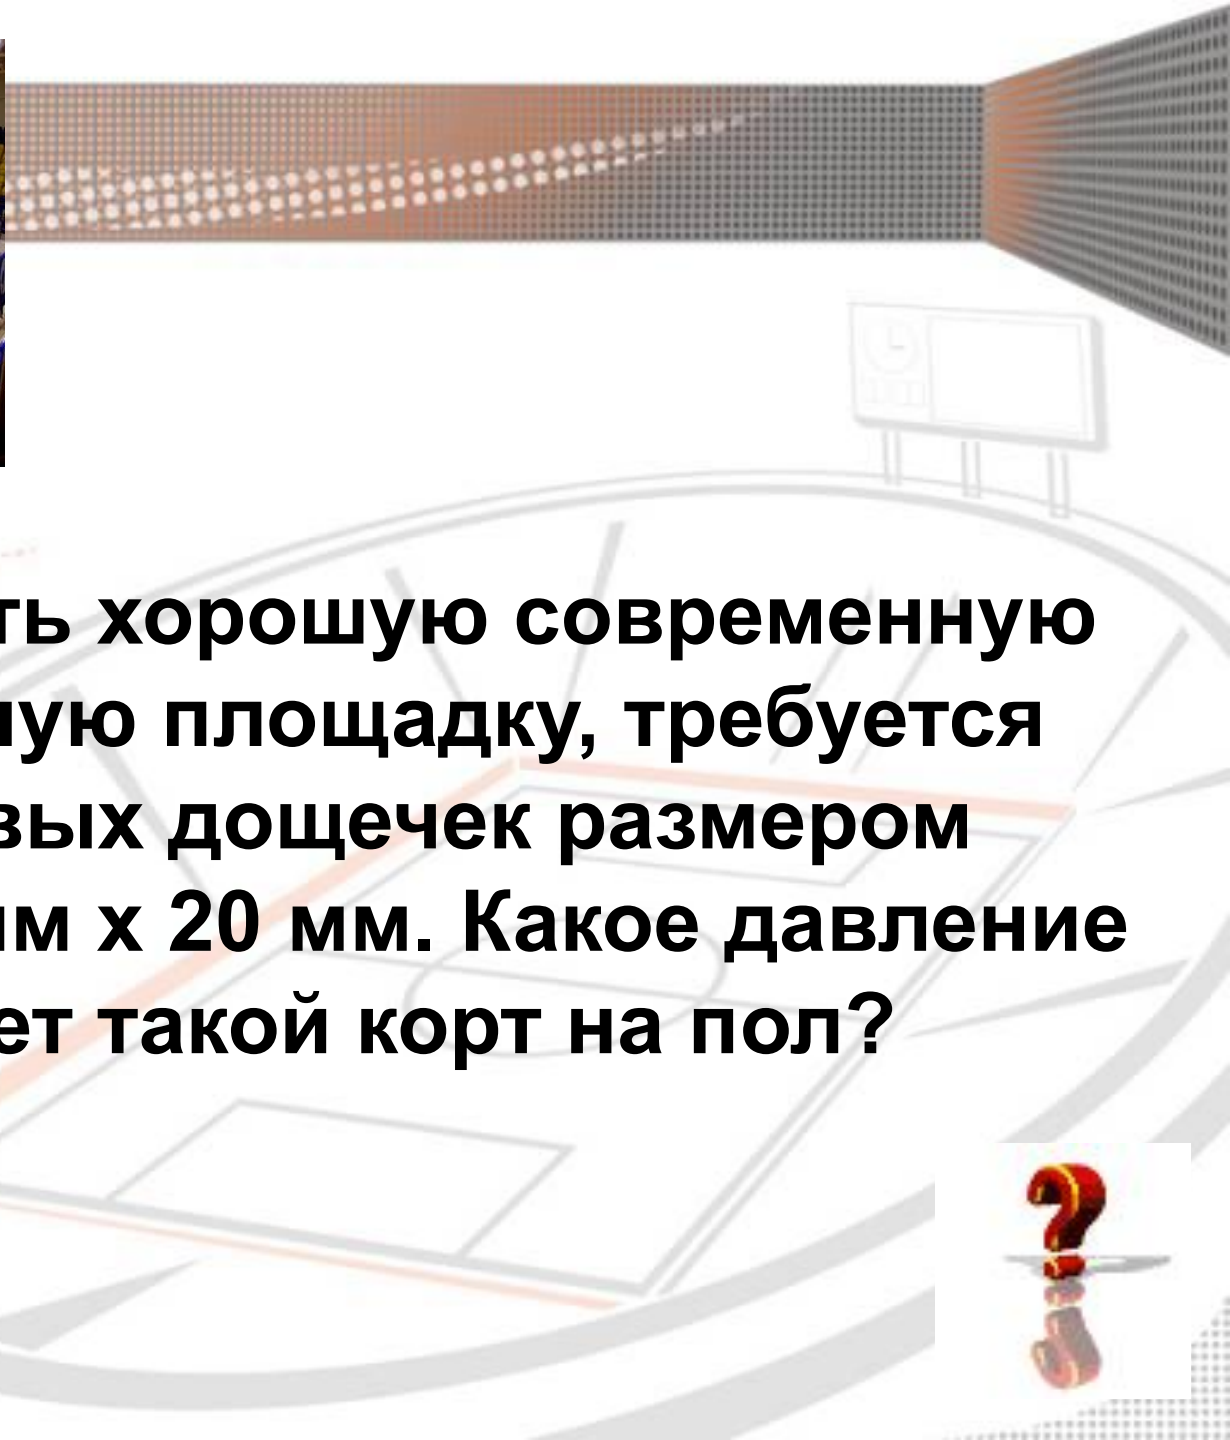 ть хорошую современную
ную площадку, требуется
вых дощечек размером
мм х 20 мм. Какое давление
ет такой корт на пол?